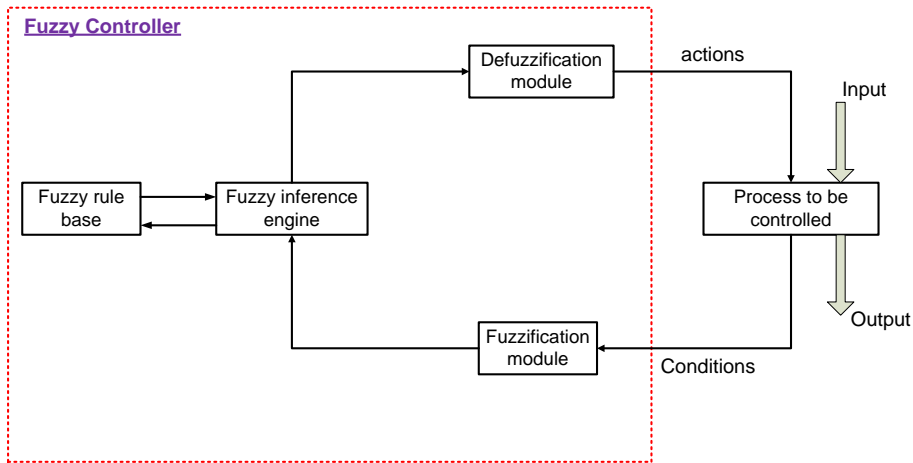 Fuzzy Controller
Defuzzification
module
actions
Input
Fuzzy rule
base
Fuzzy inference
engine
Process to be
controlled
Fuzzification
module
Conditions
Output